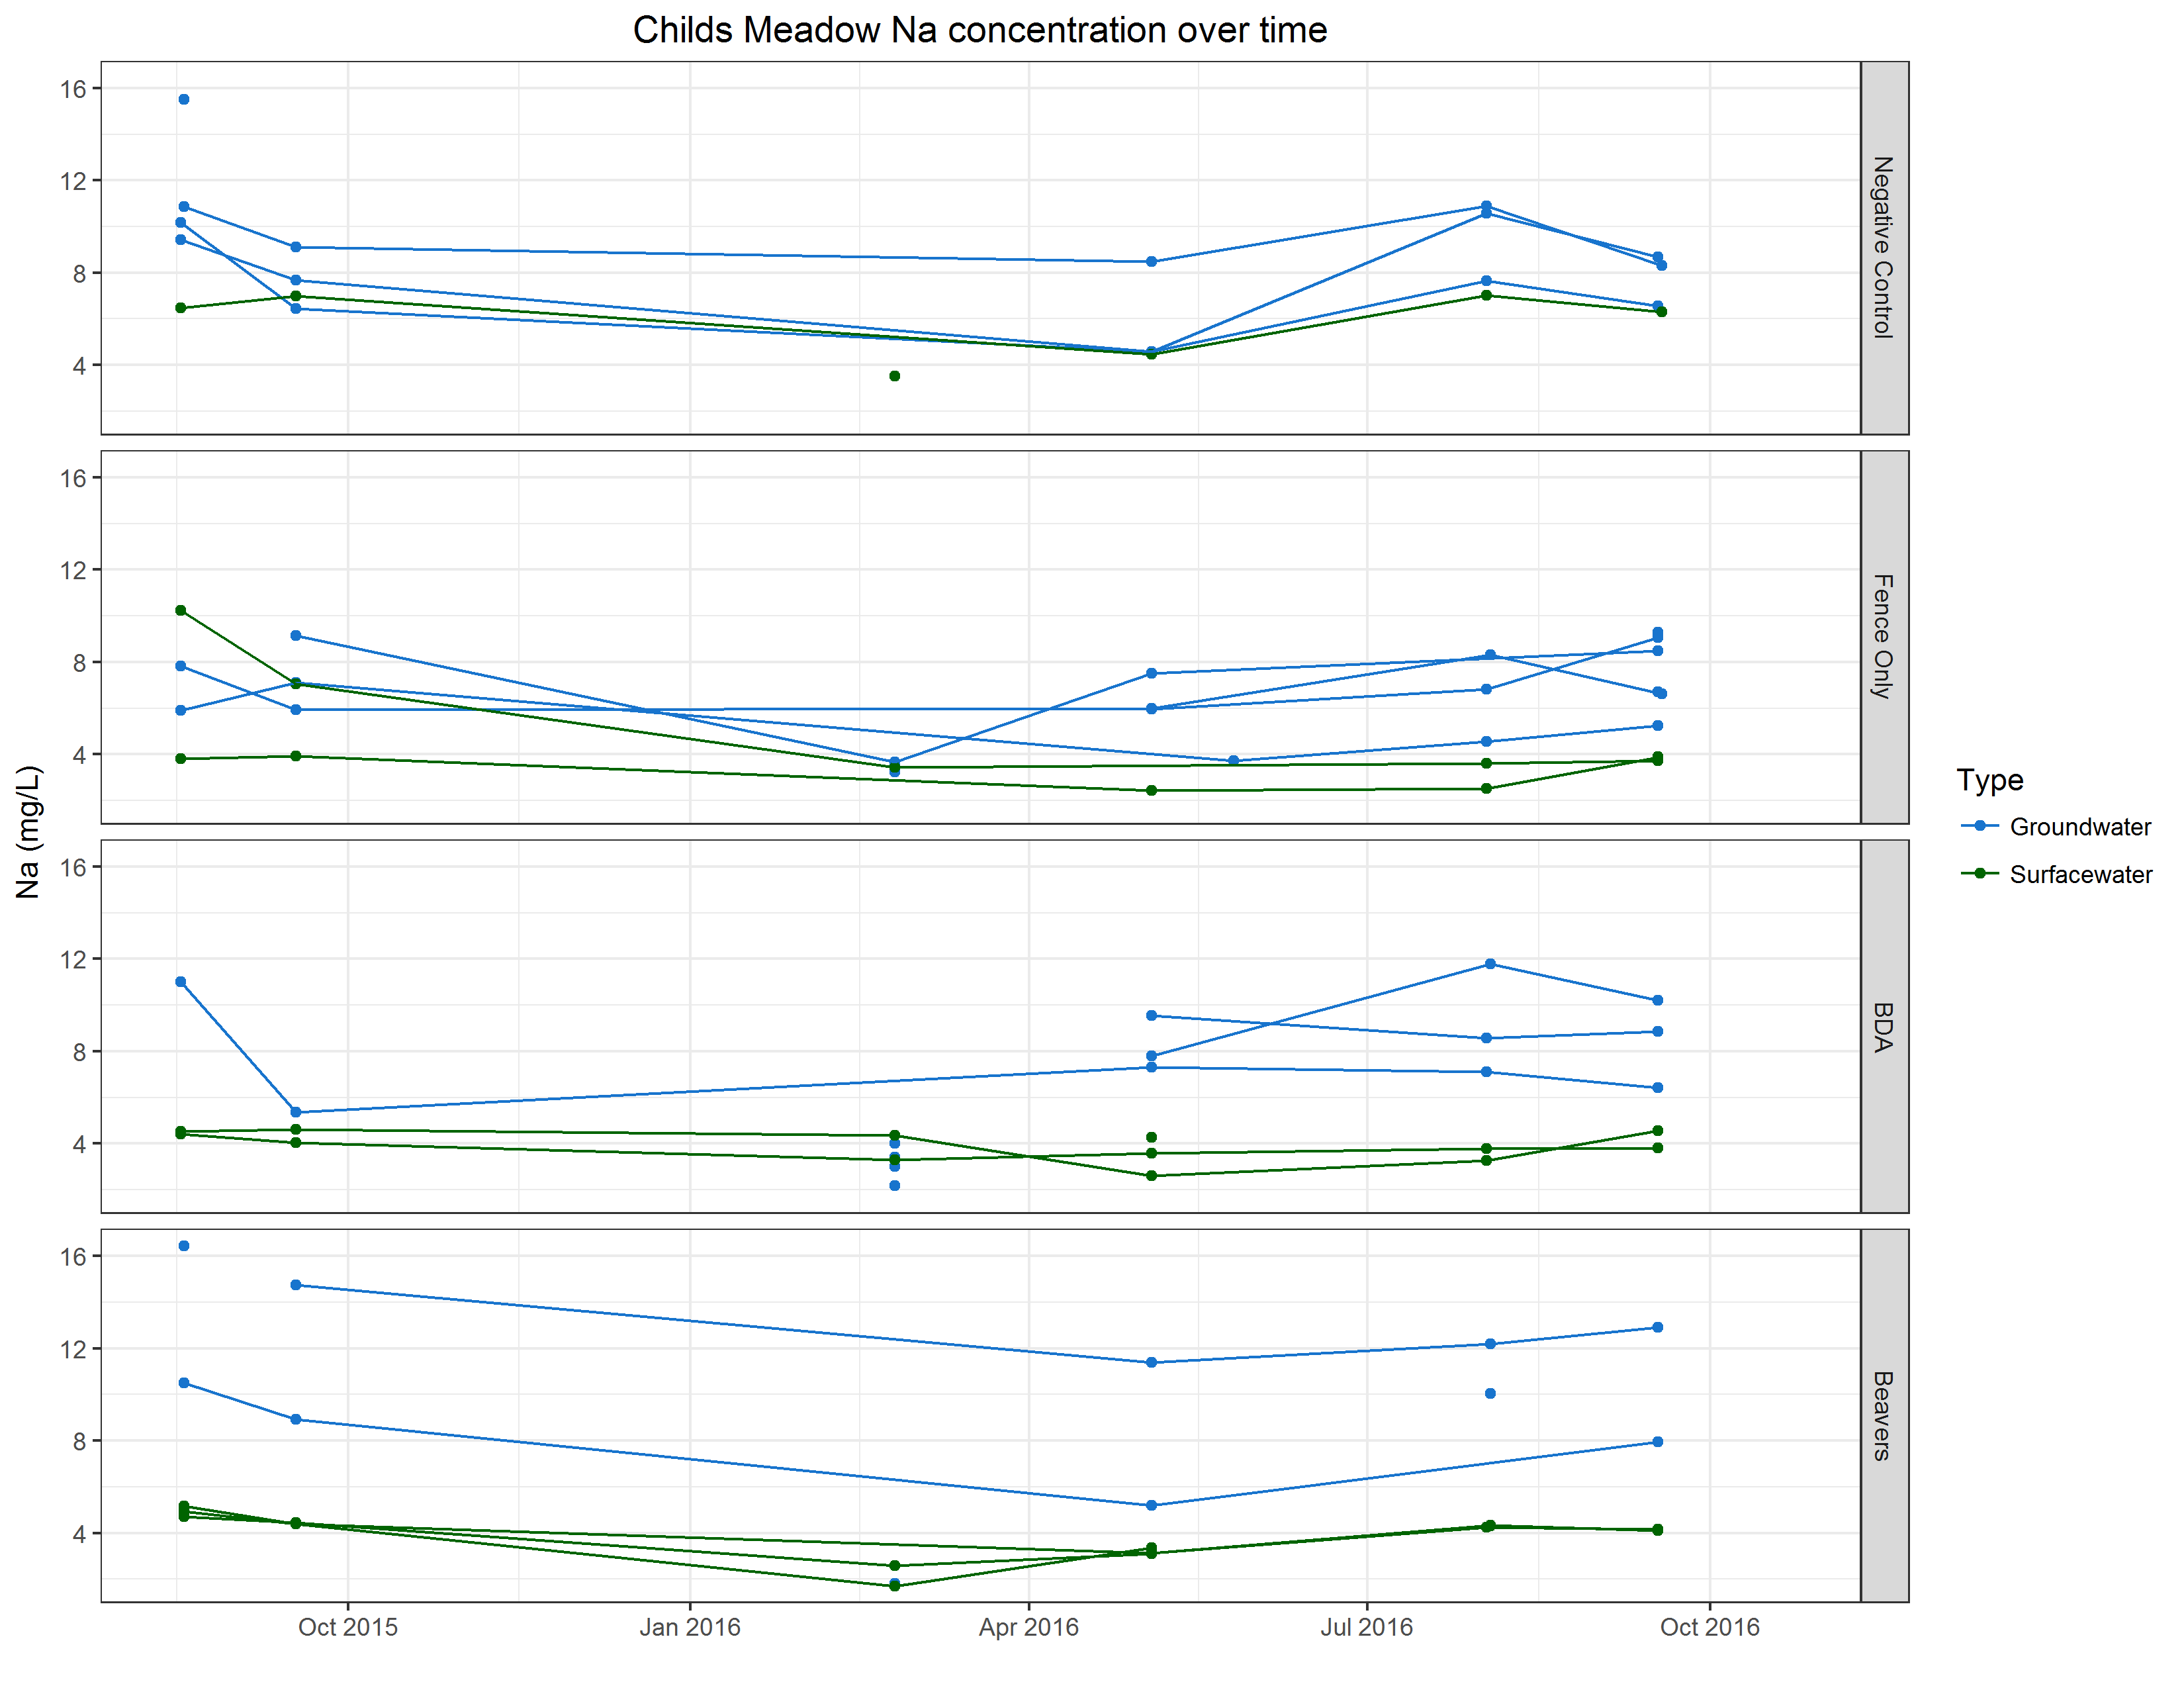 Childs Meadow Na concentration over time
Na (mg/L)
16
12
8
4
Negative Control
16
12
8
4
Fence Only
16
12
8
4
BDA
16
12
8
4
Beavers
Oct 2015
Jan 2016
Apr 2016
Jul 2016
Oct 2016
Type
Groundwater
Surfacewater